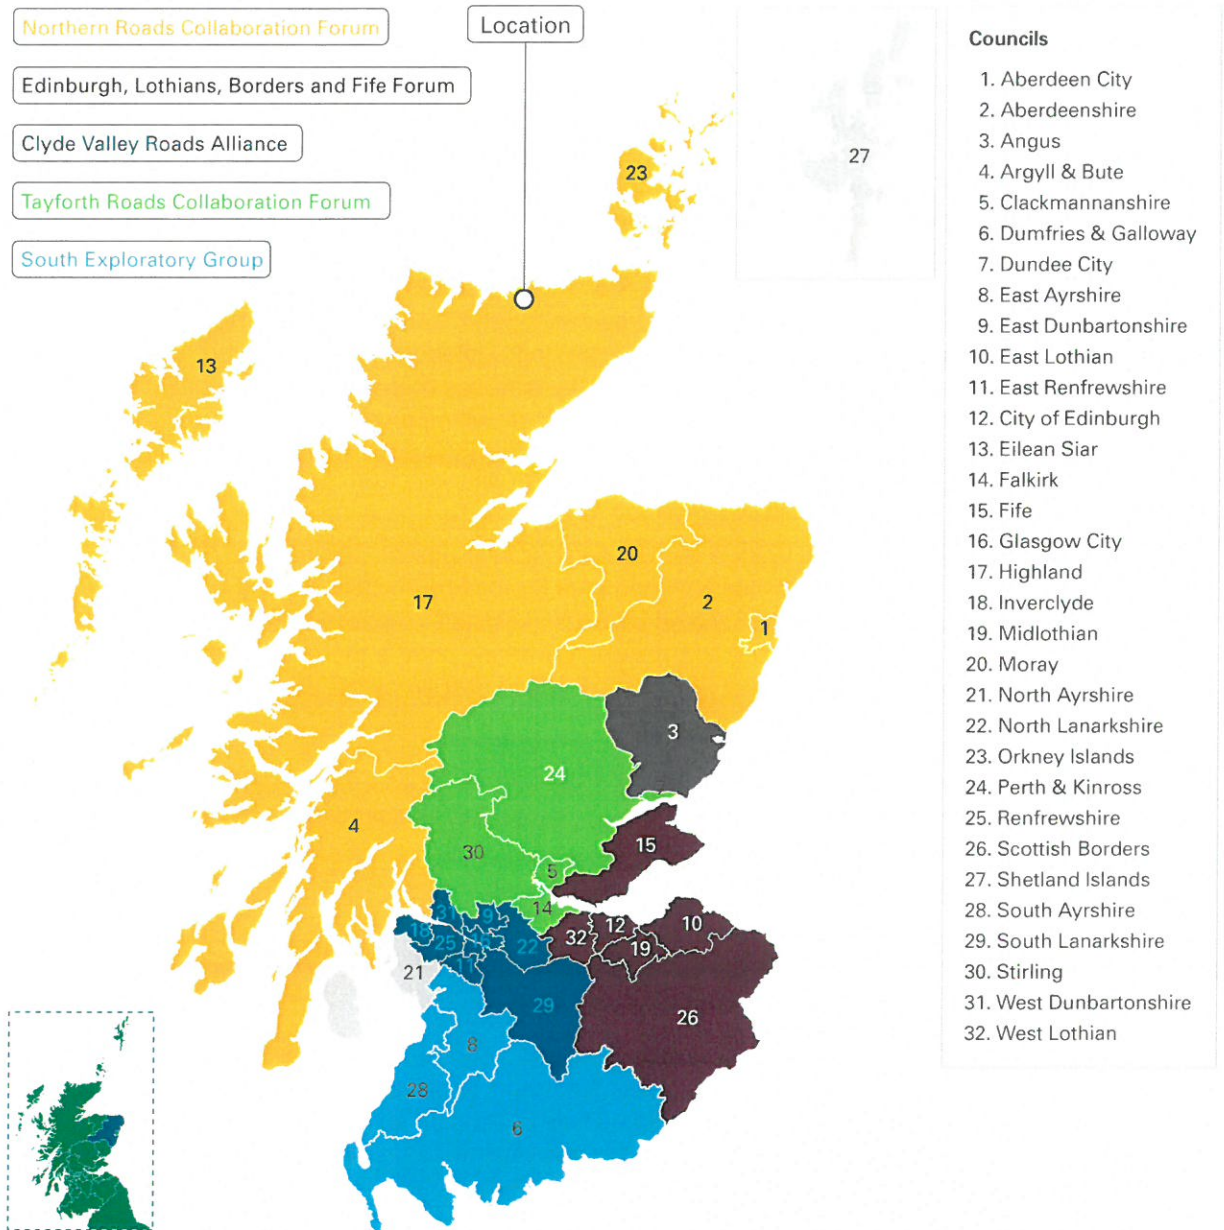 Northern Roads Collaboration Forum
Edinburgh, Lothians, Borders and Fife Forum
Clyde Valley Roads Alliance
Tayforth Roads Collaboration Forum
South Exploratory Group
Location
27
23
13
17
20
2
1
3
24
4
30
5
15
14
31
9
18
25
16
22
11
21
32
12
19
10
29
26
8
28
6
Councils
1. Aberdeen City
2. Aberdeenshire
3. Angus
4. Argyll & Bute
5. Clackmannanshire
6. Dumfries & Galloway
7. Dundee City
8. East Ayrshire
9. East Dunbartonshire
10. East Lothian
11. East Renfrewshire
12. City of Edinburgh
13. Eilean Siar
14. Falkirk
15. Fife
16. Glasgow City
17. Highland
18. Inverclyde
19. Midlothian
20. Moray
21. North Ayrshire
22. North Lanarkshire
23. Orkney Islands
24. Perth & Kinross
25. Renfrewshire
26. Scottish Borders
27. Shetland Islands
28. South Ayrshire
29. South Lanarkshire
30. Stirling
31. West Dunbartonshire
32. West Lothian